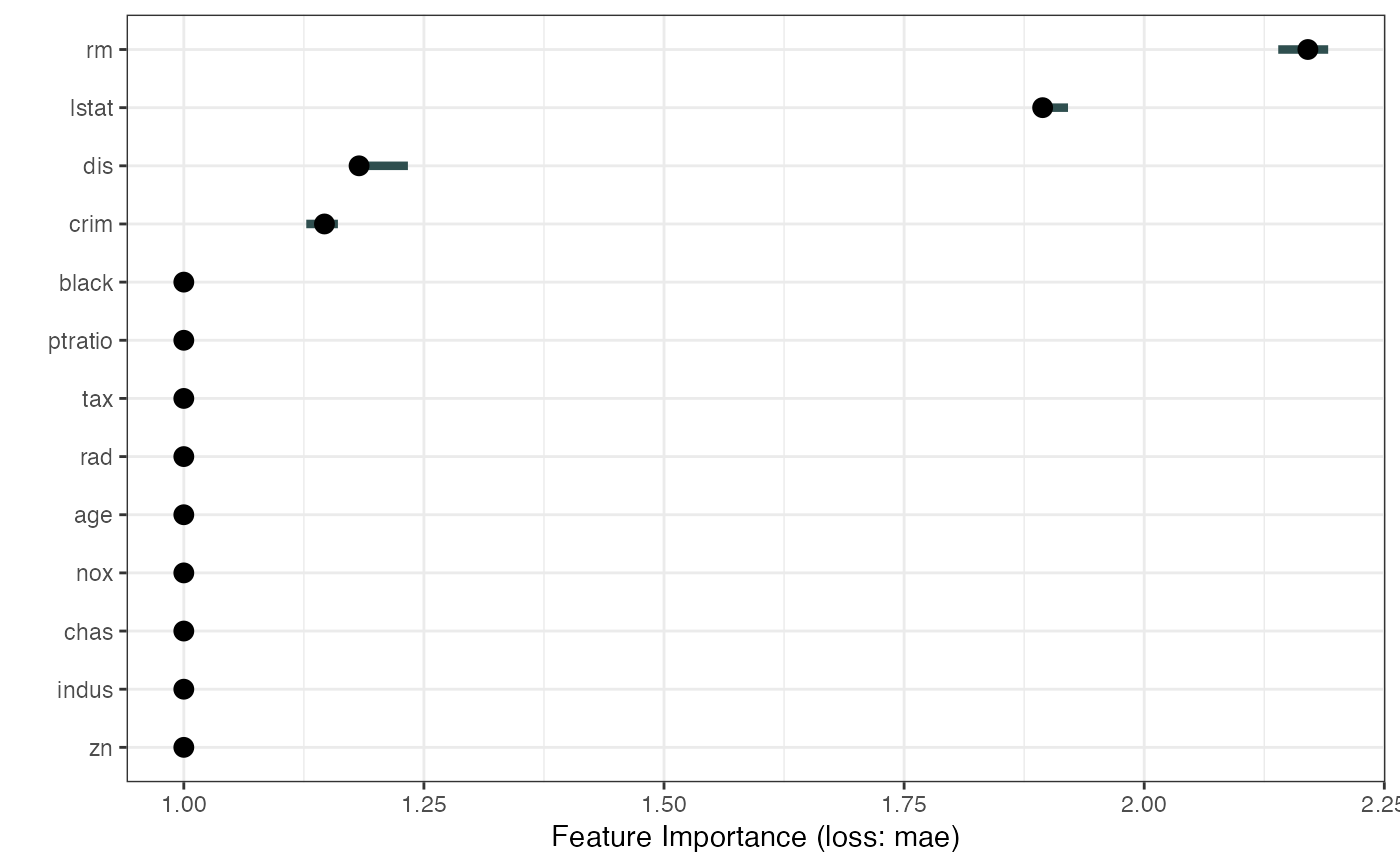 rm
lstat
dis
crim
black
ptratio
tax
rad
age
nox
chas
indus
zn
1.00 1.25 1.50 1.75 2.00 2.25
Feature Importance (loss: mae)